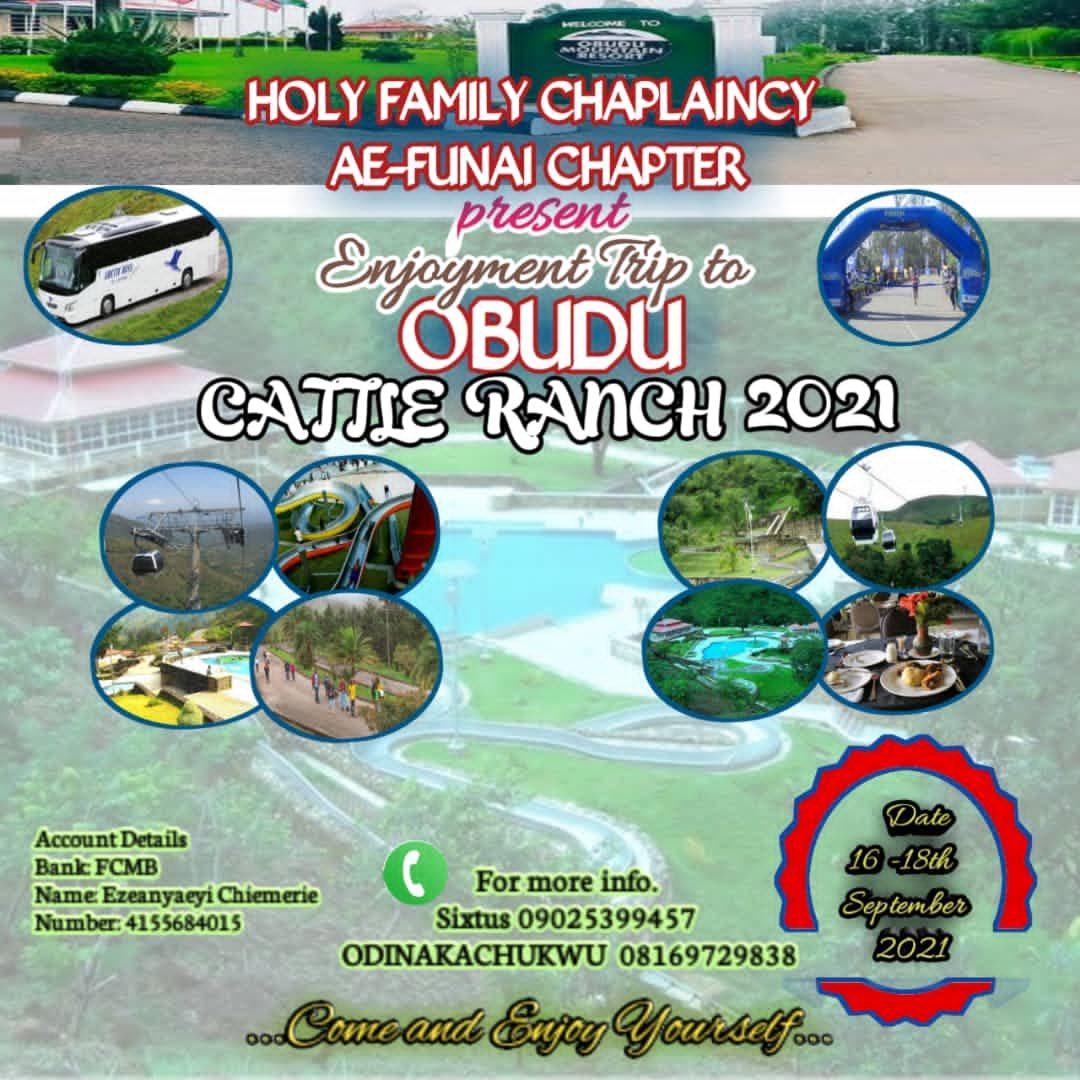 WELCOME TO
OBUDU
MOUNTAIN
RESORT
HOLY FAMILY CHAPLAINCY
AE-FUNAI CHAPTER
present
Enjoyment Trip to
OBUDU
CATTLE RANCH 2021
Account Details
Bank: FCMB
Name: Ezeanyaeyi Chiemerie
Number: 4155684015
For more info.
Sixtus 09025399457
ODINAKACHUKWU 08169729838
Date
16 -18th
September
2021
...Come and Enjoy Yourself...